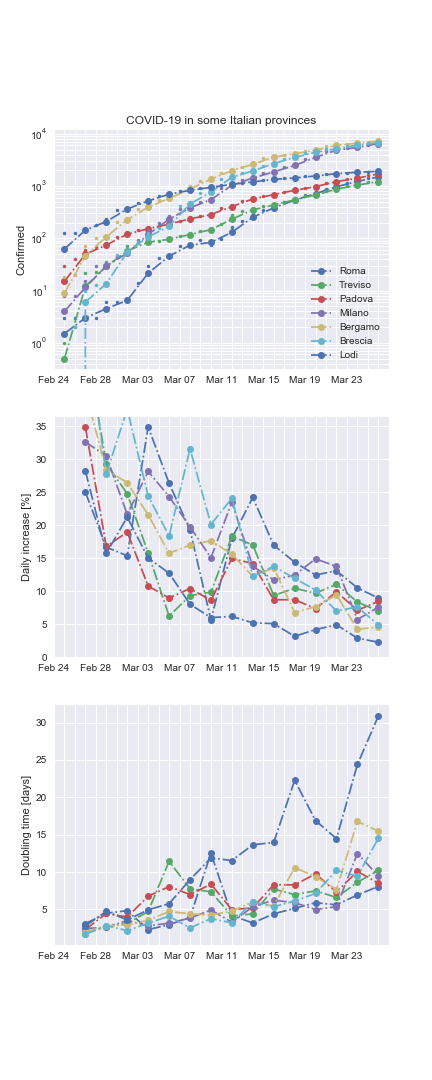 COVID-19 in some Italian provinces
10^4
10^3
10^2
10^1
10^0
Confirmed
Roma
Treviso
Padova
Milano
Bergamo
Brescia
Lodi
Feb 24 Feb 28 Mar 03 Mar 07 Mar 11 Mar 15 Mar 19 Mar 23
35
30
25
20
15
10
5
0
Daily increase [%]
Feb 24 Feb 28 Mar 03 Mar 07 Mar 11 Mar 15 Mar 19 Mar 23
30
25
20
15
10
5
Doubling time [days]
Feb 24 Feb 28 Mar 03 Mar 07 Mar 11 Mar 15 Mar 19 Mar 23